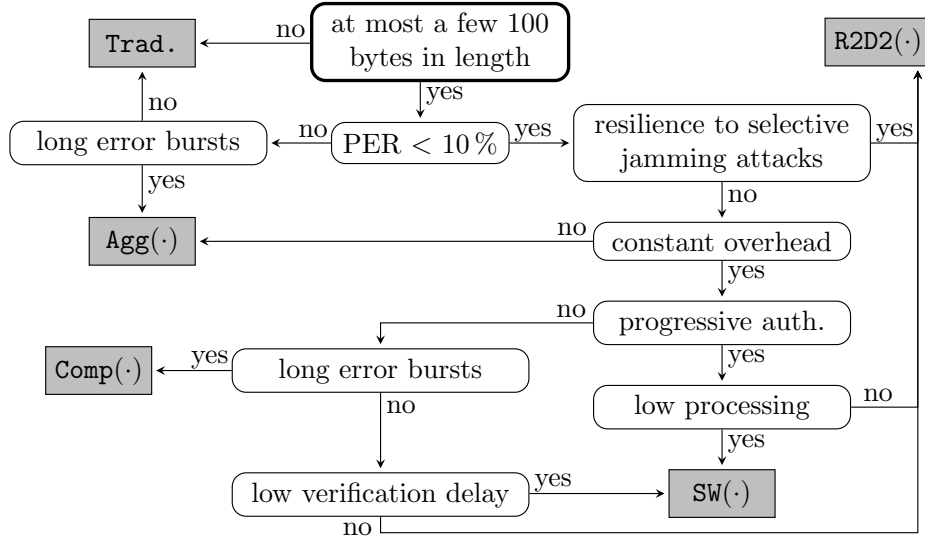 Trad.
no
at most a few 100
bytes in length
R2D2(·)
yes
no
long error bursts
no
PER < 10 %
yes
resilience to selective
jamming attacks
yes
yes
no
Agg(·)
no
constant overhead
yes
no
progressive auth.
Comp(·)
yes
long error bursts
yes
no
low processing
no
yes
low verification delay
yes
SW(·)
no